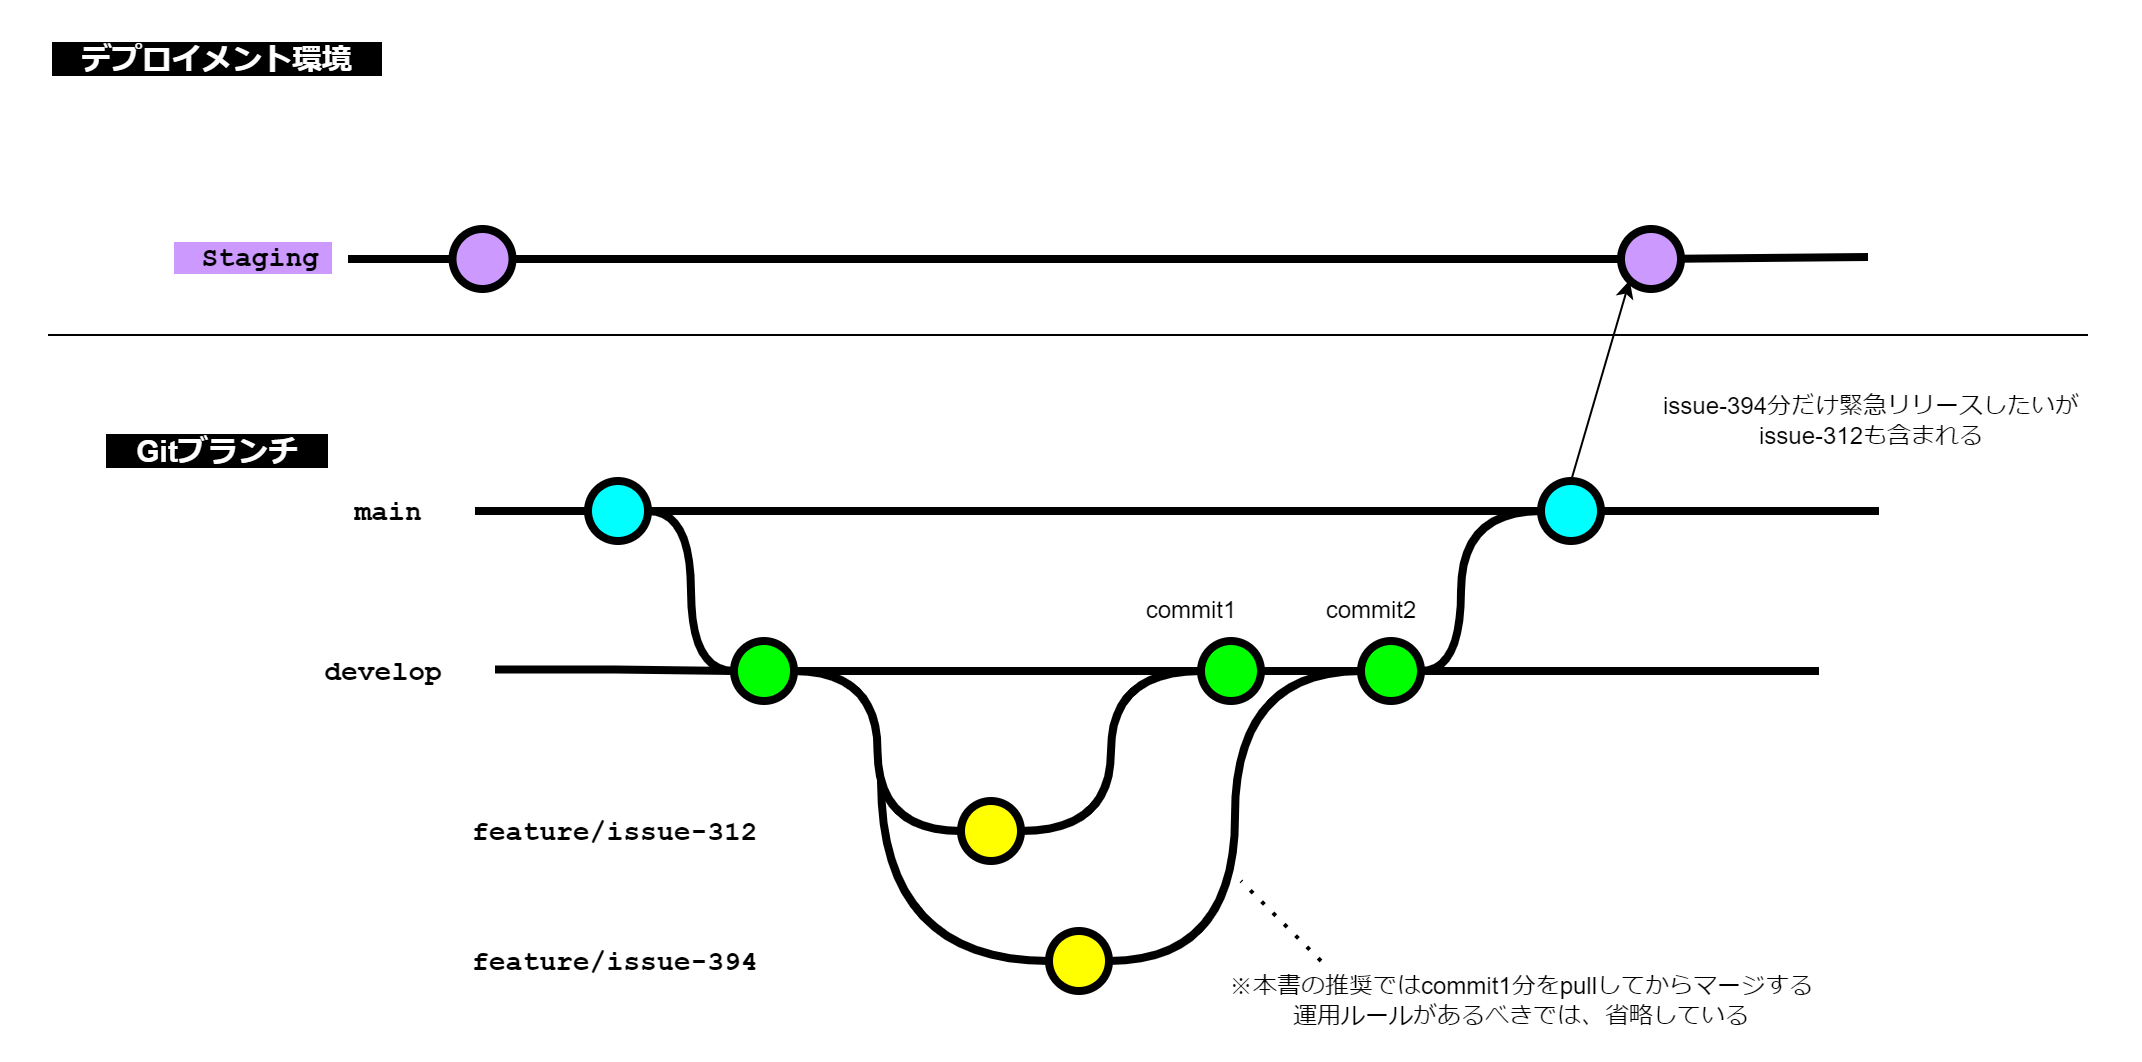 デプロイメント環境
Staging
issue-394分だけ緊急リリースしたいが
issue-312も含まれる
Gitブランチ
main
commit1
commit2
develop
feature/issue-312
feature/issue-394
※本書の推奨ではcommit1分をpullしてからマージする
運用ルールがあるべきでは、省略している